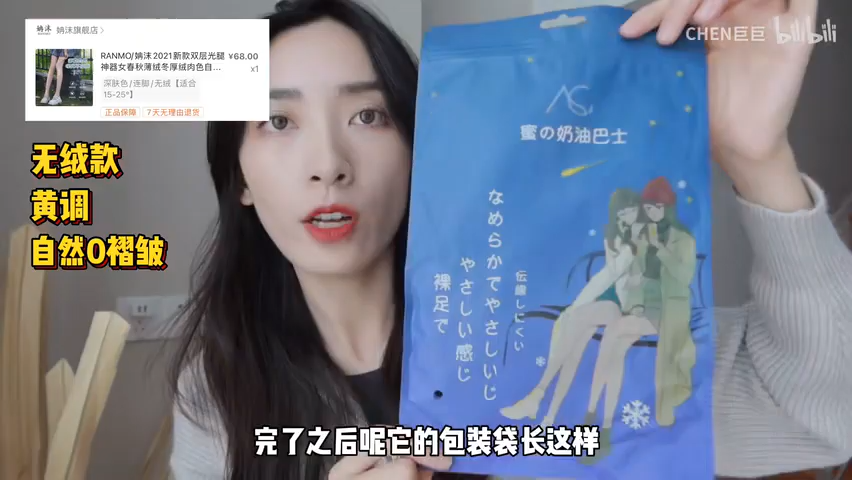 姌沫旗舰店>
RANMO/姌沫2021新款双层光腿
¥68.00
神器女春秋薄绒冬厚绒肉色自...
x1
深肤色/连脚/无绒【适合
15-25°】
正品保障
7天无理由退货
CHEN巨巨 bilibili
无绒款
黄调
自然0褶皱
蜜の奶油巴士
なめらかでやさしいじ
やさしい感じ
裸足で
伝線しにくい
完了之后呢它的包装袋长这样